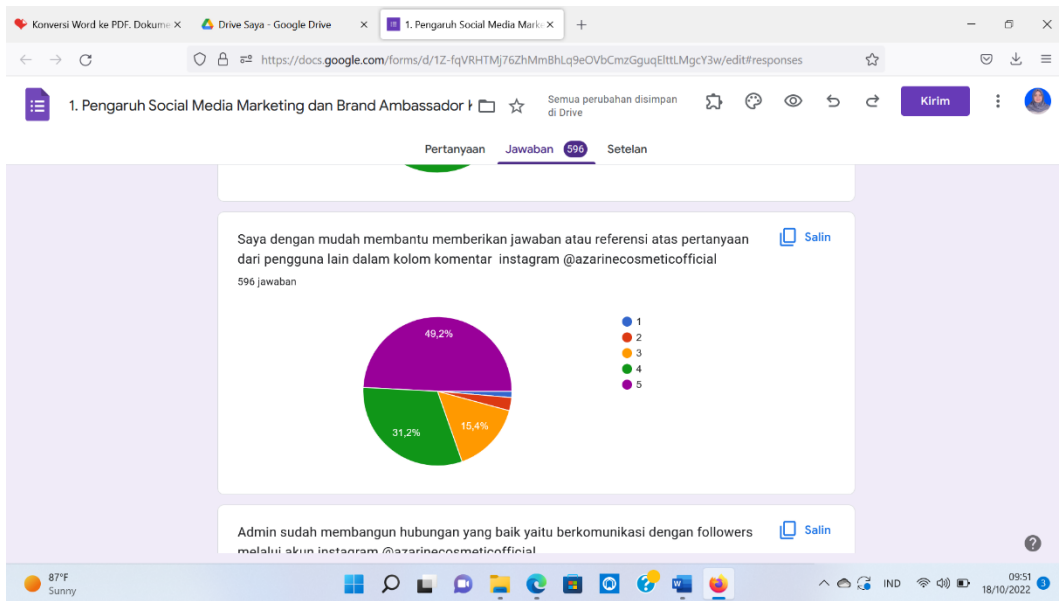 Konversi Word ke PDF. Dokume
Drive Saya - Google Drive
1. Pengaruh Social Media Marke
https://docs.google.com/forms/d/1Z-fqVRHTMj76ZhMmBhLq9eOVbCmzGguqElttLMgcY3w/edit#responses
1. Pengaruh Social Media Marketing dan Brand Ambassador
Semua perubahan disimpan
di Drive
Kirim
Pertanyaan Jawaban 596 Setelan
Saya dengan mudah membantu memberikan jawaban atau referensi atas pertanyaan
dari pengguna lain dalam kolom komentar instagram @azarinecosmeticofficial
Salin
596 jawaban
49,2%
31,2%
15,4%
1
2
3
4
5
Admin sudah membangun hubungan yang baik yaitu berkomunikasi dengan followers
melalui akun instagram @azarinecosmeticofficial
Salin
87°F
Sunny
IND
09:51
18/10/2022
3